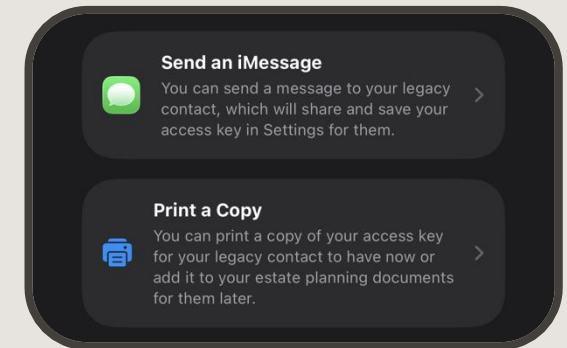 Send an iMessage
You can send a message to your legacy
contact, which will share and save your
access key in Settings for them.
Print a Copy
You can print a copy of your access key
for your legacy contact to have now or
add it to your estate planning documents
for them later.